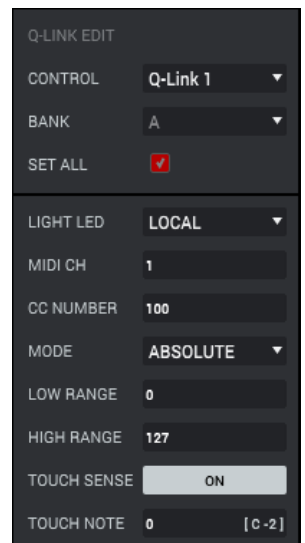 Q-LINK EDIT
CONTROL Q-Link 1
BANK A
SET ALL
LIGHT LED LOCAL
MIDI CH 1
CC NUMBER 100
MODE ABSOLUTE
LOW RANGE 0
HIGH RANGE 127
TOUCH SENSE ON
TOUCH NOTE 0 [ C -2 ]